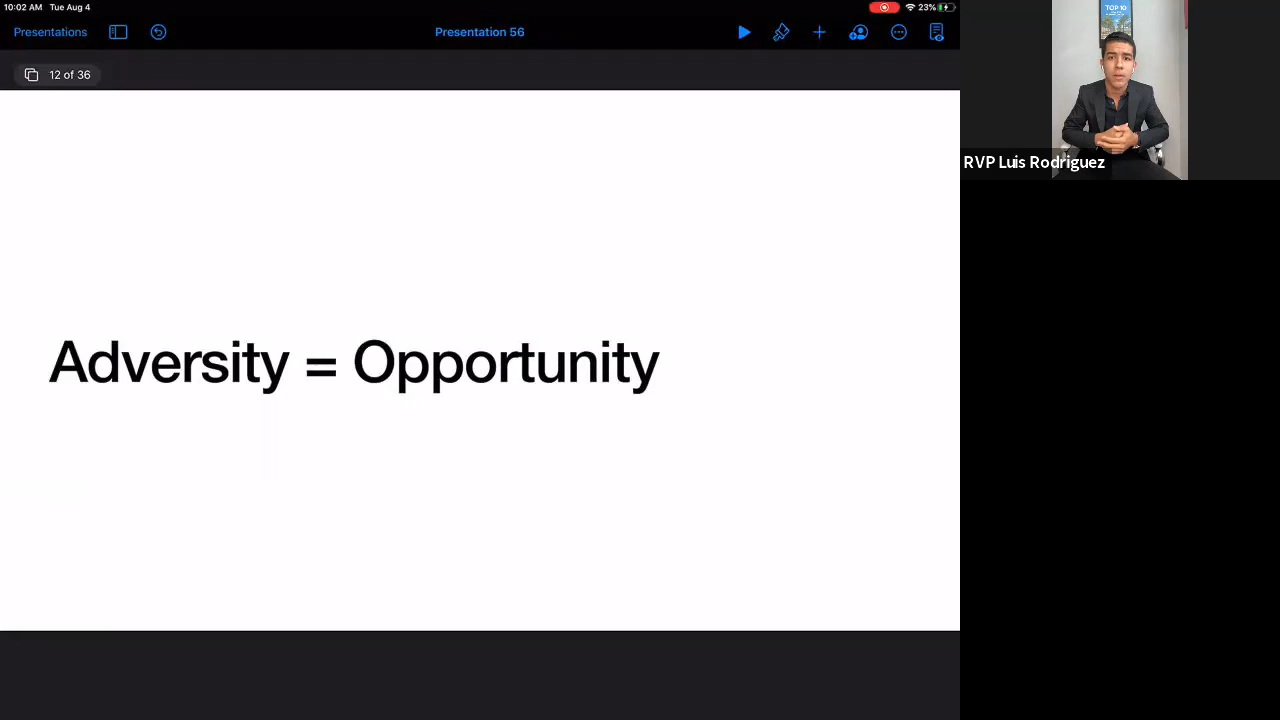 10:02 AM Tue Aug 4
23%
Presentations
Presentation 56
12 of 36
Adversity = Opportunity
TOP 10
RVP Luis Rodriguez